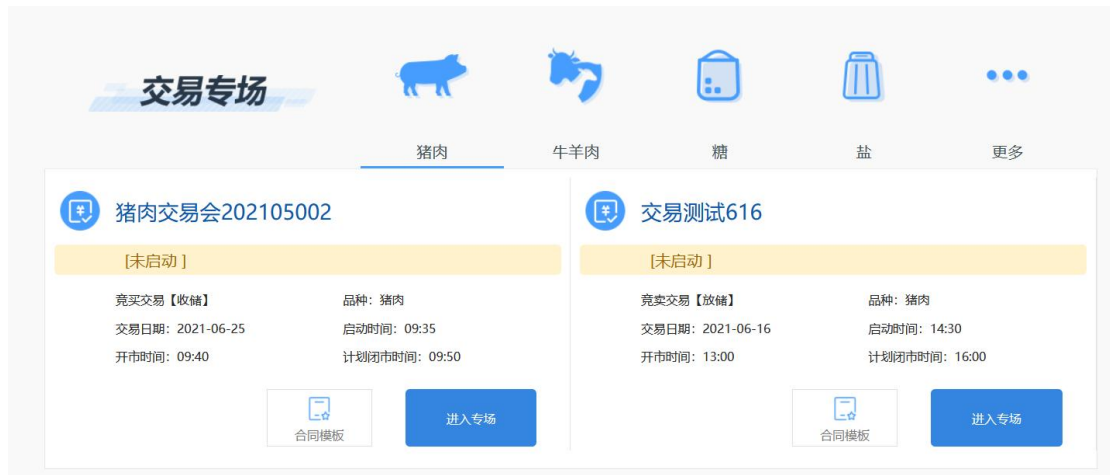 交易专场
猪肉 牛羊肉 糖 盐 更多
猪肉交易会202105002
[未启动 ]
竞买交易【收储】 品种：猪肉
交易日期：2021-06-25 启动时间：09:35
开市时间：09:40 计划闭市时间：09:50
合同模板 进入专场
交易测试616
[未启动 ]
竞卖交易【放储】 品种：猪肉
交易日期：2021-06-16 启动时间：14:30
开市时间：13:00 计划闭市时间：16:00
合同模板 进入专场